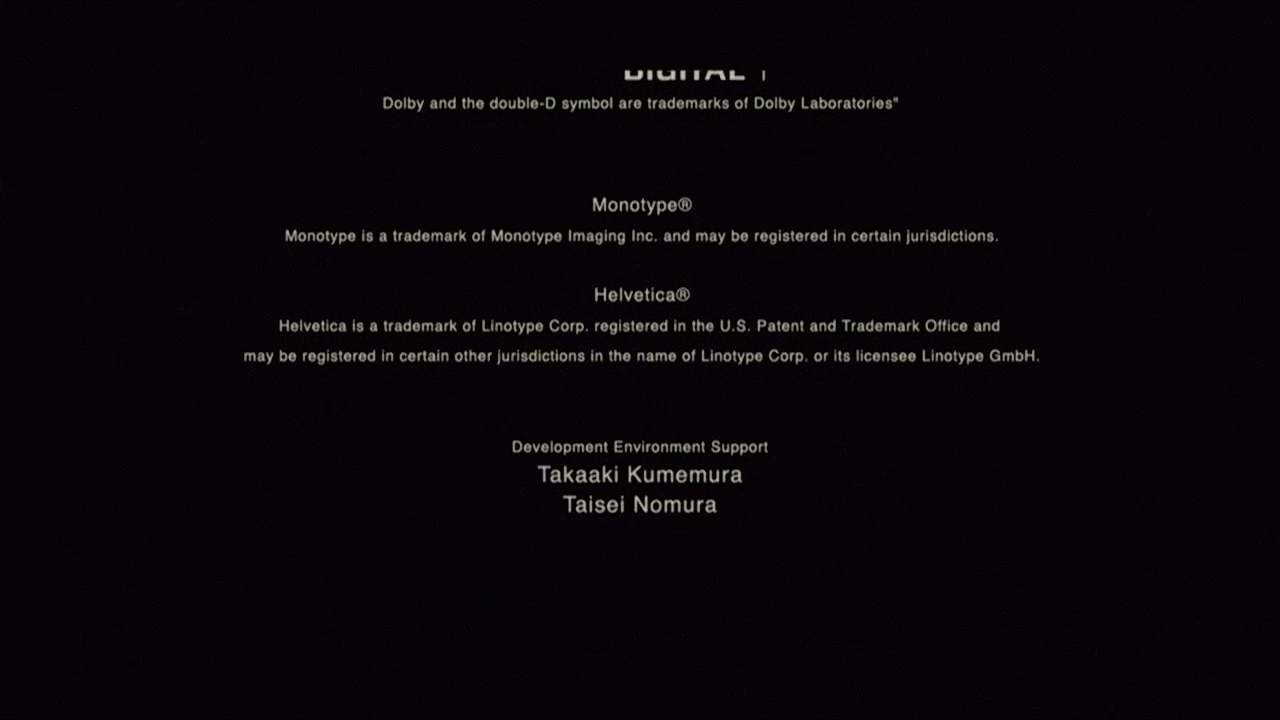 DIGITAL
Dolby and the double-D symbol are trademarks of Dolby Laboratories"
Monotype®
Monotype is a trademark of Monotype Imaging Inc. and may be registered in certain jurisdictions.
Helvetica®
Helvetica is a trademark of Linotype Corp. registered in the U.S. Patent and Trademark Office and
may be registered in certain other jurisdictions in the name of Linotype Corp. or its licensee Linotype GmbH.
Development Environment Support
Takaaki Kumemura
Taisei Nomura